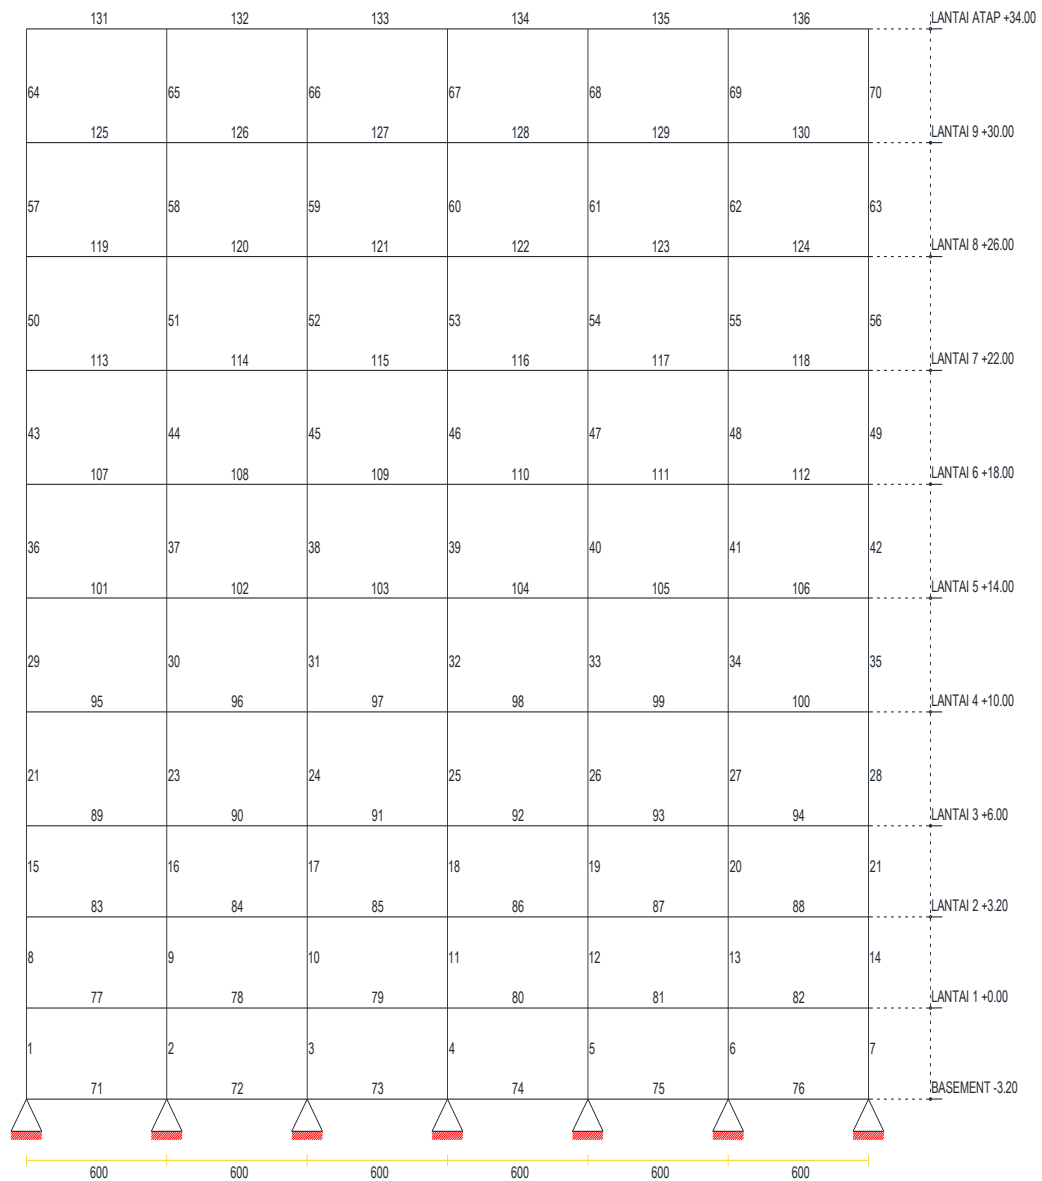 131 132 133 134 135 136 LANTAI ATAP +34.00
64 65 66 67 68 69 70
125 126 127 128 129 130 LANTAI 9 +30.00
57 58 59 60 61 62 63
119 120 121 122 123 124 LANTAI 8 +26.00
50 51 52 53 54 55 56
113 114 115 116 117 118 LANTAI 7 +22.00
43 44 45 46 47 48 49
107 108 109 110 111 112 LANTAI 6 +18.00
36 37 38 39 40 41 42
101 102 103 104 105 106 LANTAI 5 +14.00
29 30 31 32 33 34 35
95 96 97 98 99 100 LANTAI 4 +10.00
21 23 24 25 26 27 28
89 90 91 92 93 94 LANTAI 3 +6.00
15 16 17 18 19 20 21
83 84 85 86 87 88 LANTAI 2 +3.20
8 9 10 11 12 13 14
77 78 79 80 81 82 LANTAI 1 +0.00
1 2 3 4 5 6 7
71 72 73 74 75 76 BASEMENT -3.20
600 600 600 600 600 600